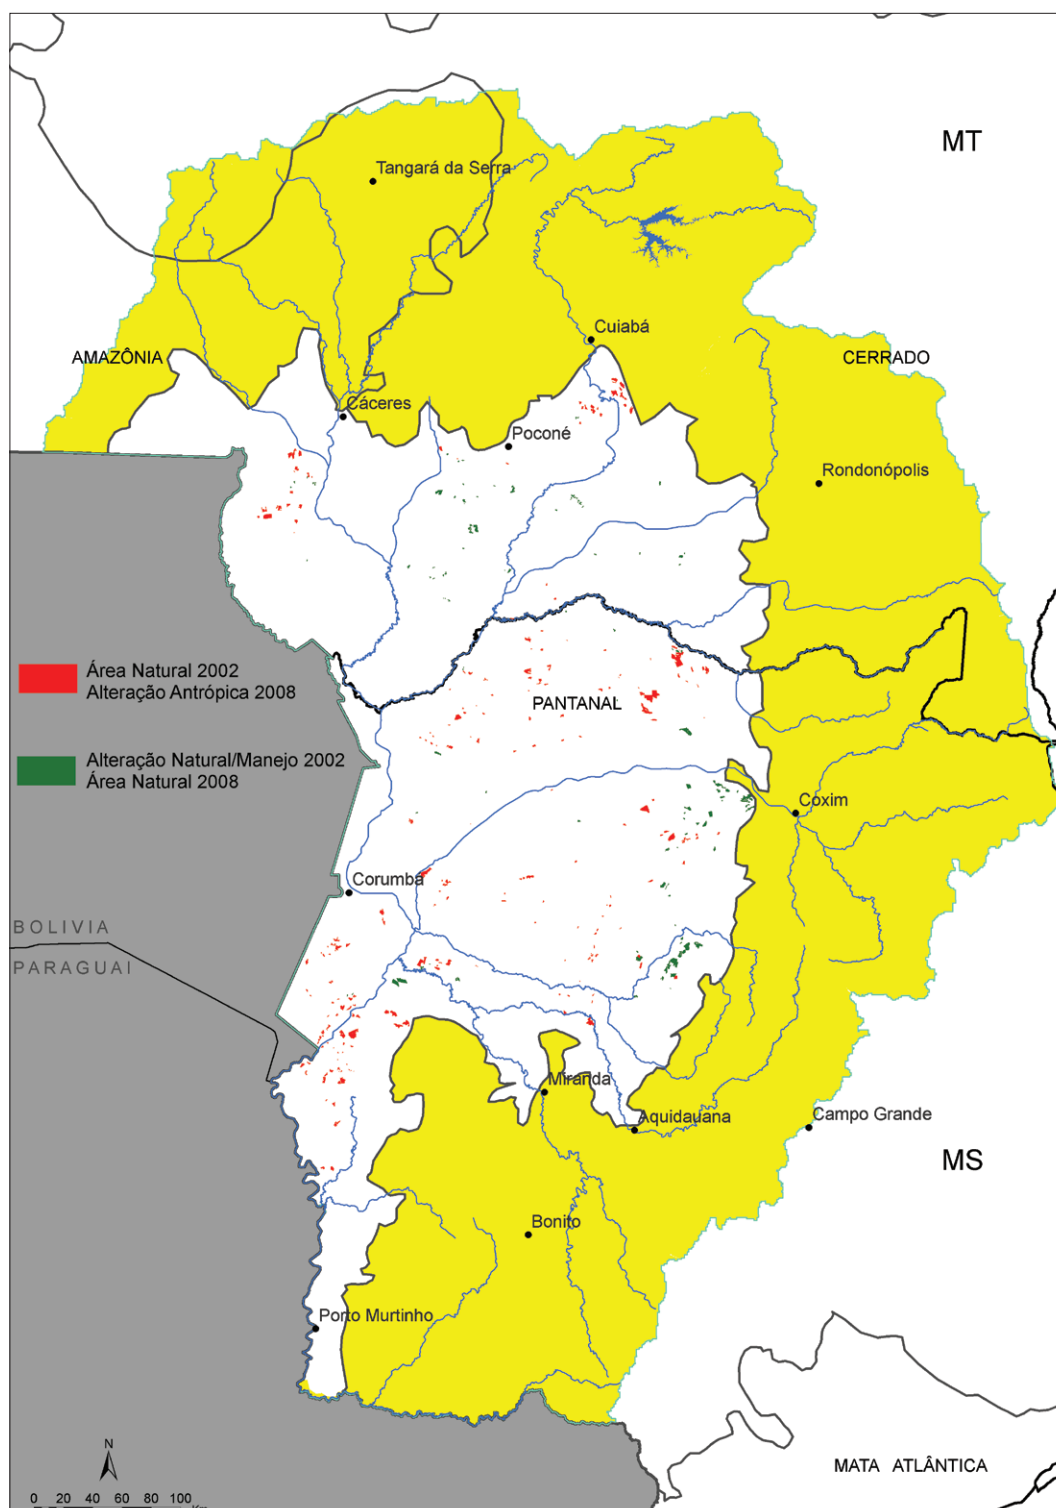 MT
Tangará da Serra
Cuiabá
AMAZÔNIA
CERRADO
Cáceres
Poconé
Rondonópolis
Área Natural 2002
Alteração Antrópica 2008
PANTANAL
Alteração Natural/Manejo 2002
Área Natural 2008
Coxim
Corumbá
BOLIVIA
PARAGUAI
Miranda
Aquidauana
Campo Grande
MS
Bonito
Porto Murtinho
N
MATA ATLÂNTICA
0 20 40 60 80 100
Km